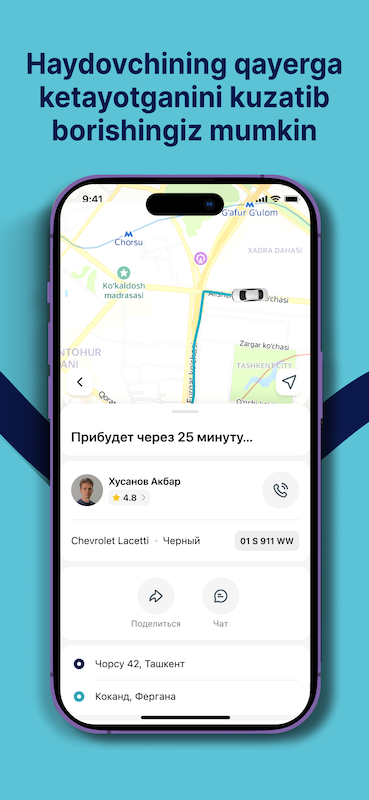 Haydovchining qayerga
ketayotganini kuzatib
borishingiz mumkin
9:41
G'afur G'ulom
Chorsu
XADRA DAHASI
Ko'kaldosh
madrasasi
Zargar ko'chasi
TASHKENT CITY
Furqat ko'chasi
Прибудет через 25 минуту...
Хусанов Акбар
4.8
Chevrolet Lacetti • Черный
01 S 911 WW
Поделиться
Чат
Чорсу 42, Ташкент
Коканд, Фергана